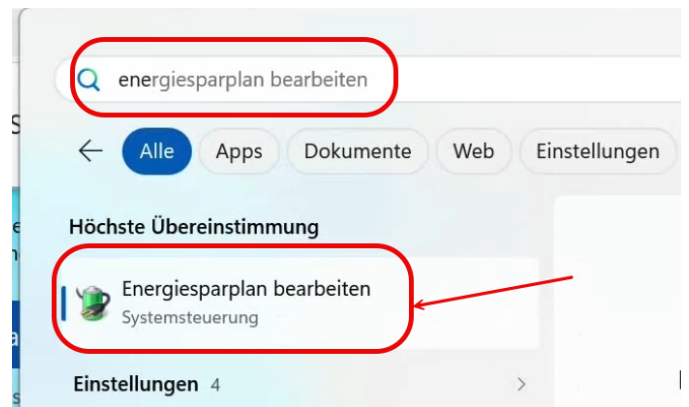 energiesparplan bearbeiten
Alle Apps Dokumente Web Einstellungen
Höchste Übereinstimmung
Energiesparplan bearbeiten
Systemsteuerung
Einstellungen 4